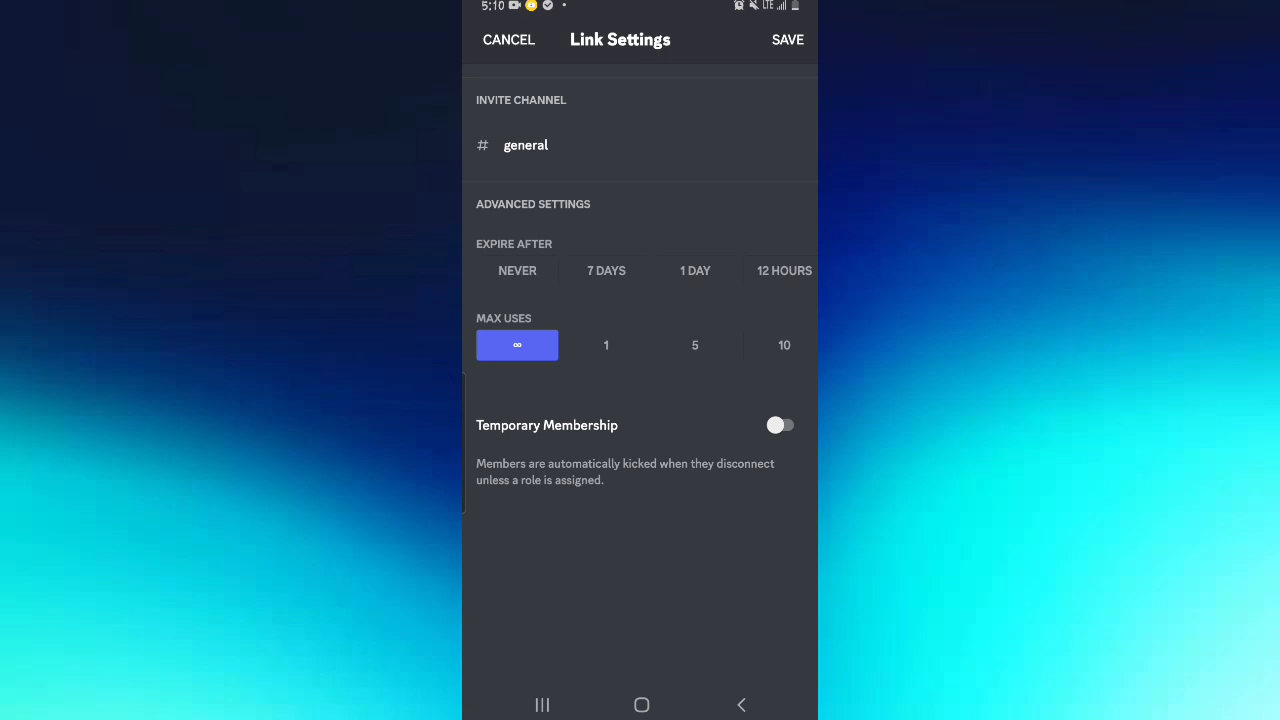 5:10 LTE
CANCEL Link Settings SAVE
INVITE CHANNEL
# general
ADVANCED SETTINGS
EXPIRE AFTER
NEVER 7 DAYS 1 DAY 12 HOURS
MAX USES
∞ 1 5 10
Temporary Membership
Members are automatically kicked when they disconnect
unless a role is assigned.